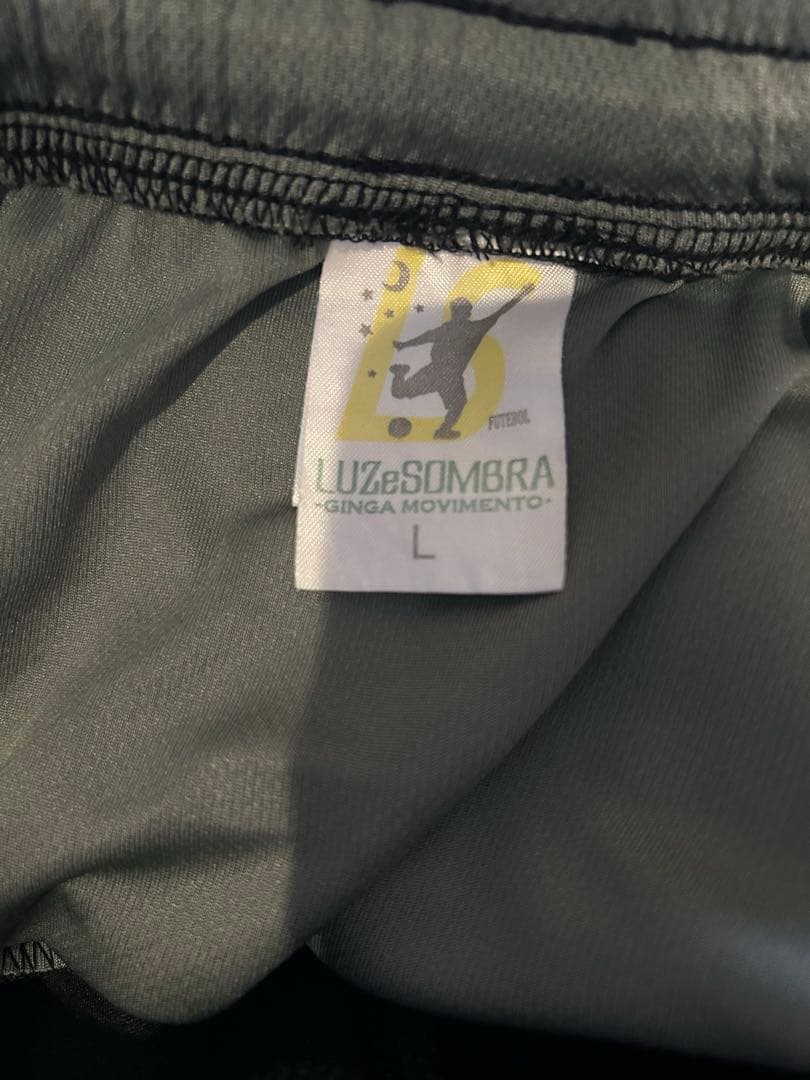 LS
FUTEBOL
LUZeSOMBRA
·GINGA MOVIMENTO·
L